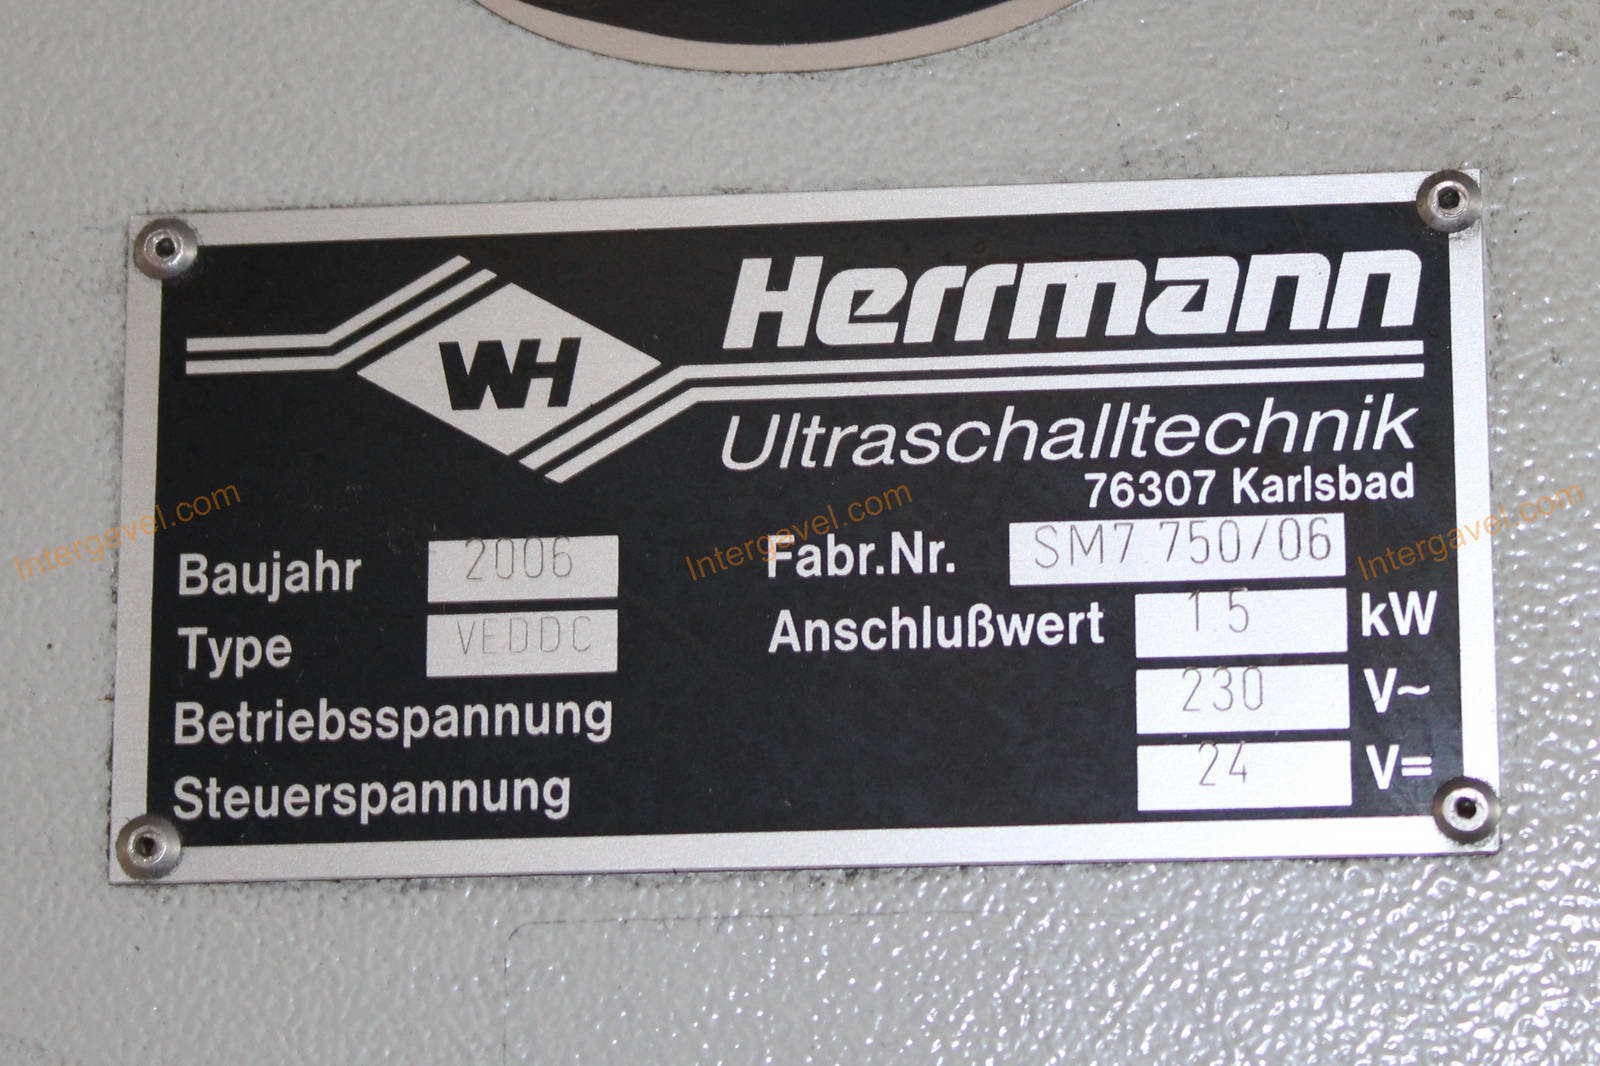 WH
Herrmann
Ultraschalltechnik
76307 Karlsbad
Baujahr 2006 Fabr.Nr. SM7 750/06
Type VEDDC Anschlußwert 1.5 kW
Betriebsspannung 230 V~
Steuerspannung 24 V=
Intergavel.com Intergavel.com Intergavel.com